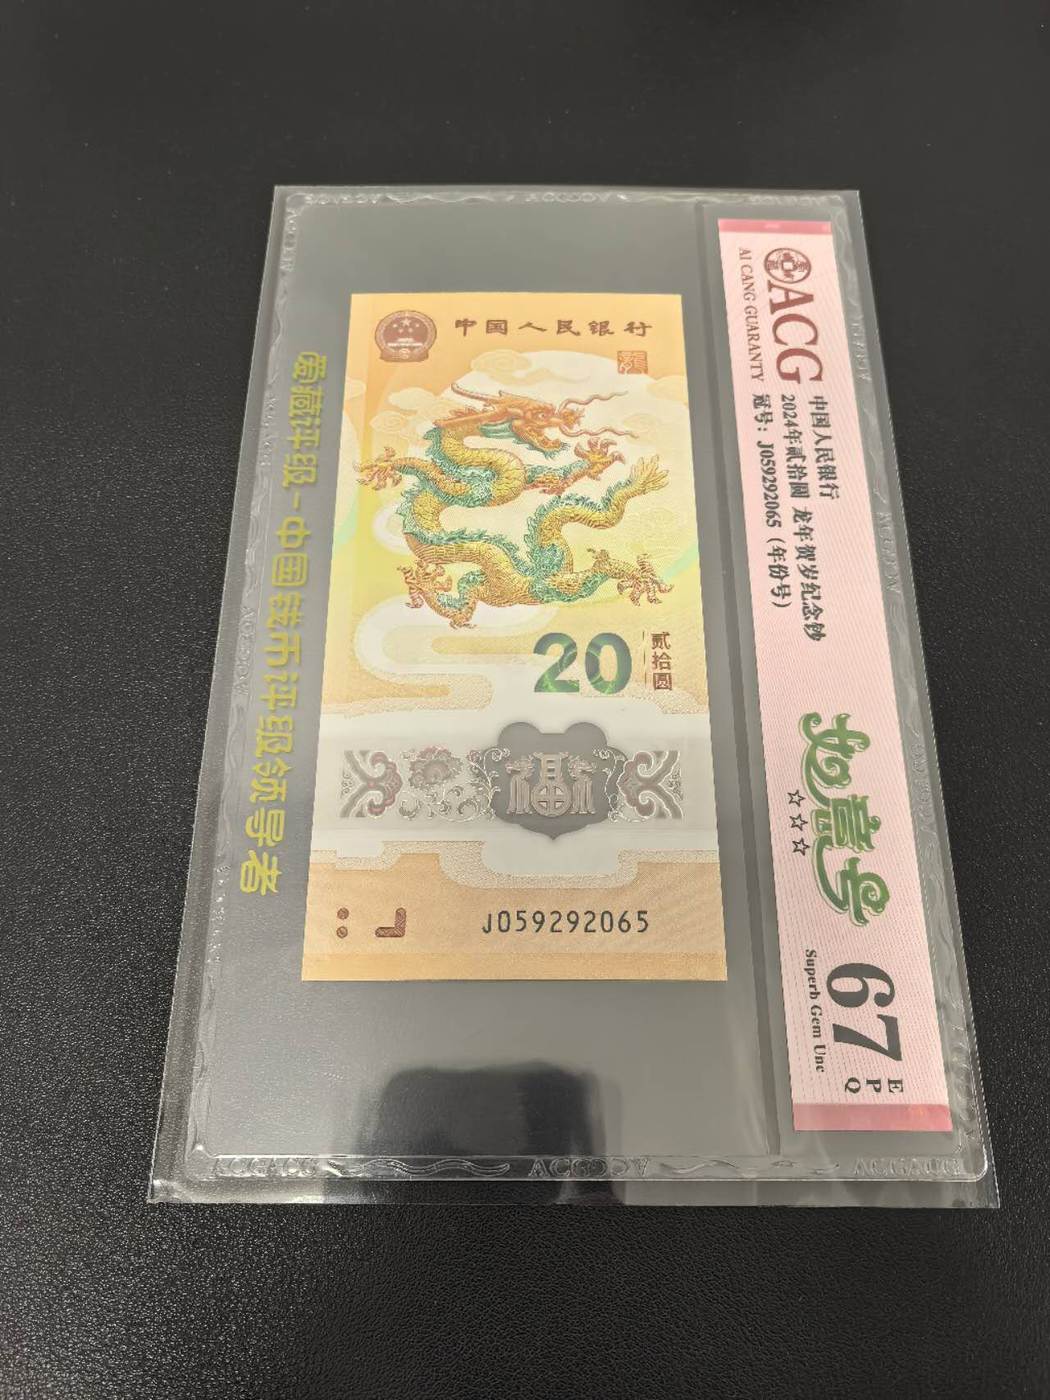 中国人民银行
20
贰拾圆
福
J059292065
爱藏评级-中国钱币评级领导者
ACG
AI CANG GUARANTY
中国人民银行
2024年贰拾圆 龙年贺岁纪念钞
冠号：J059292065（年份号）
龙壹号
☆☆☆
67
EPQ
Superb Gem Unc